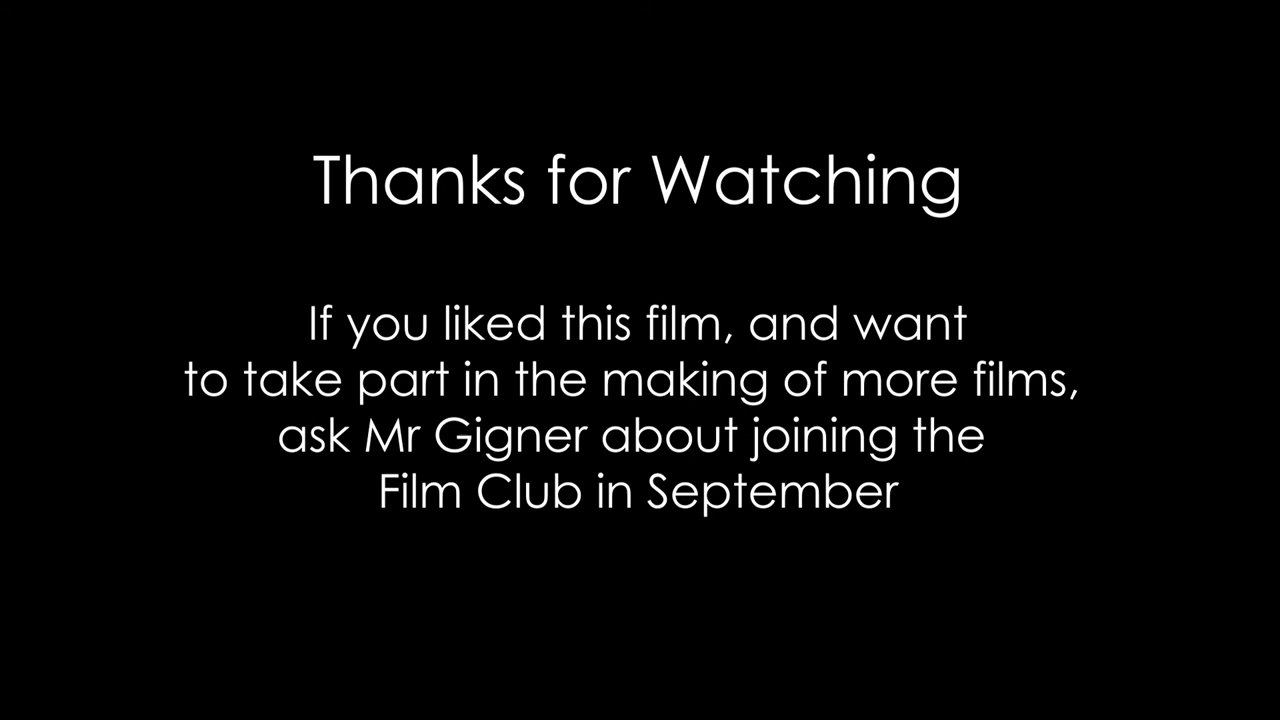 Thanks for Watching
If you liked this film, and want
to take part in the making of more films,
ask Mr Gigner about joining the
Film Club in September